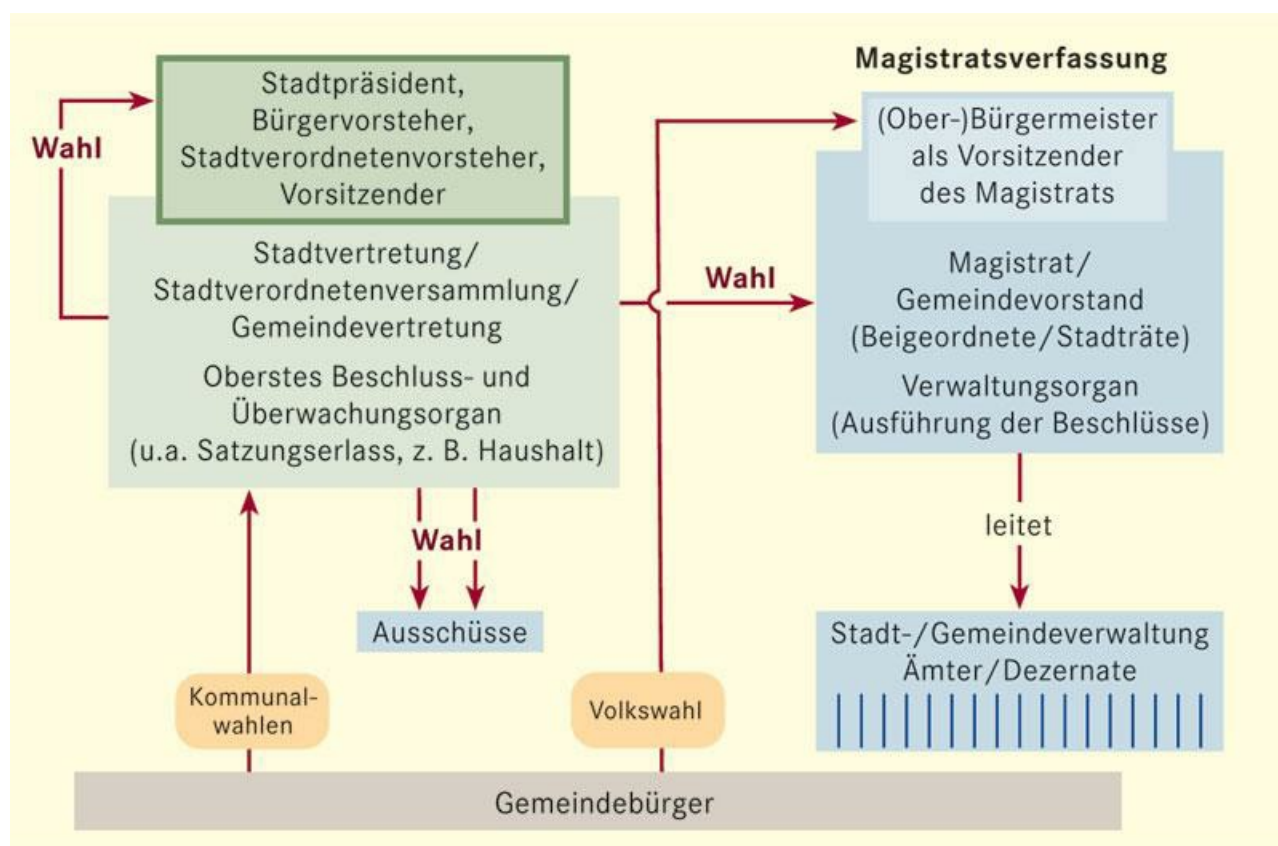 Magistratsverfassung
Stadtpräsident,
Bürgervorsteher,
Stadtverordnetenvorsteher,
Vorsitzender
Wahl
Stadtvertretung/
Stadtverordnetenversammlung/
Gemeindevertretung
Oberstes Beschluss- und
Überwachungsorgan
(u.a. Satzungserlass, z. B. Haushalt)
Wahl
(Ober-)Bürgermeister
als Vorsitzender
des Magistrats
Magistrat/
Gemeindevorstand
(Beigeordnete/Stadträte)
Verwaltungsorgan
(Ausführung der Beschlüsse)
Wahl
Ausschüsse
leitet
Stadt-/Gemeindeverwaltung
Ämter/Dezernate
Kommunal-
wahlen
Volkswahl
Gemeindebürger